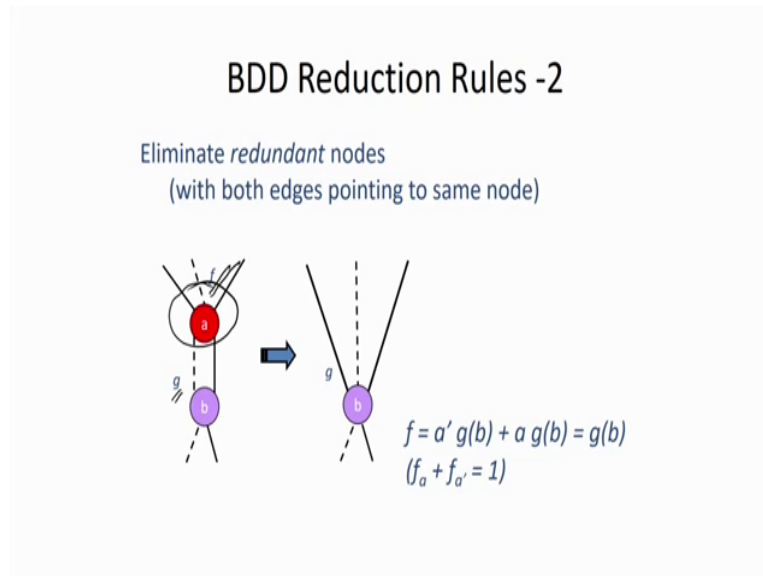 BDD Reduction Rules -2
Eliminate redundant nodes
(with both edges pointing to same node)
f
a
g
b
g
b
f = a′ g(b) + a g(b) = g(b)
(fₐ + fₐ′ = 1)